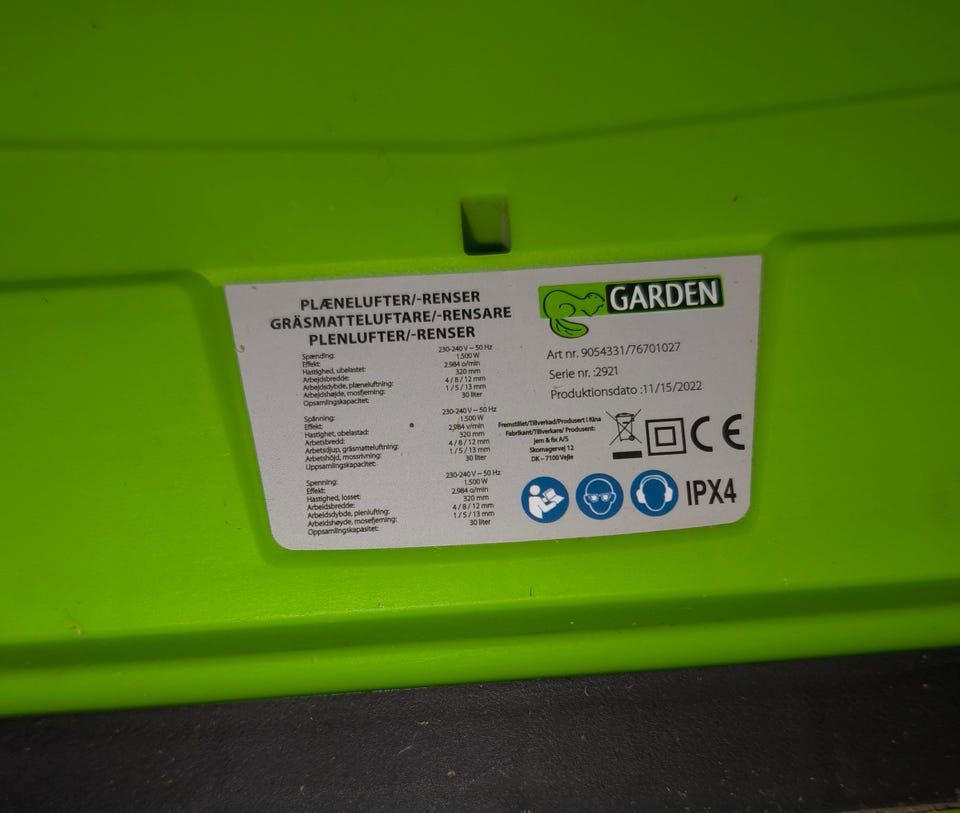 PLÆNELUFTER/-RENSER
GRÄSMATTELUFTARE/-RENSARE
PLENLUFTER/-RENSER
Spænding: 230-240 V ~ 50 Hz
Effekt: 1.500 W
Hastighed, ubelastet: 2.984 o/min
Arbejdsbredde: 320 mm
Arbejdsdybde, plæneluftning: 4 / 8 / 12 mm
Arbejdshøjde, mosfjerning: 1 / 5 / 13 mm
Opsamlingskapacitet: 30 liter
Spänning: 230-240 V ~ 50 Hz
Effekt: 1.500 W
Hastighet, obelastad: 2,984 v/min
Arbetsbredd: 320 mm
Arbetsdjup, gräsmatteluftning: 4 / 8 / 12 mm
Arbetshöjd, mossrivning: 1 / 5 / 13 mm
Uppsamlingskapacitet: 30 liter
Spenning: 230-240 V ~ 50 Hz
Effekt: 1.500 W
Hastighet, losset: 2.984 o/min
Arbeidsbredde: 320 mm
Arbeidsdybde, plenlufting: 4 / 8 / 12 mm
Arbeidshøyde, mosefjerning: 1 / 5 / 13 mm
Oppsamlingskapasitet: 30 liter
GARDEN
Art nr. 9054331/76701027
Serie nr. :2921
Produktionsdato :11/15/2022
Fremstillet/Tillverkad/Produsert i Kina
Fabrikant/Tillverkare/ Produsent:
jem & fix A/S
Skomagervej 12
DK – 7100 Vejle
CE
IPX4